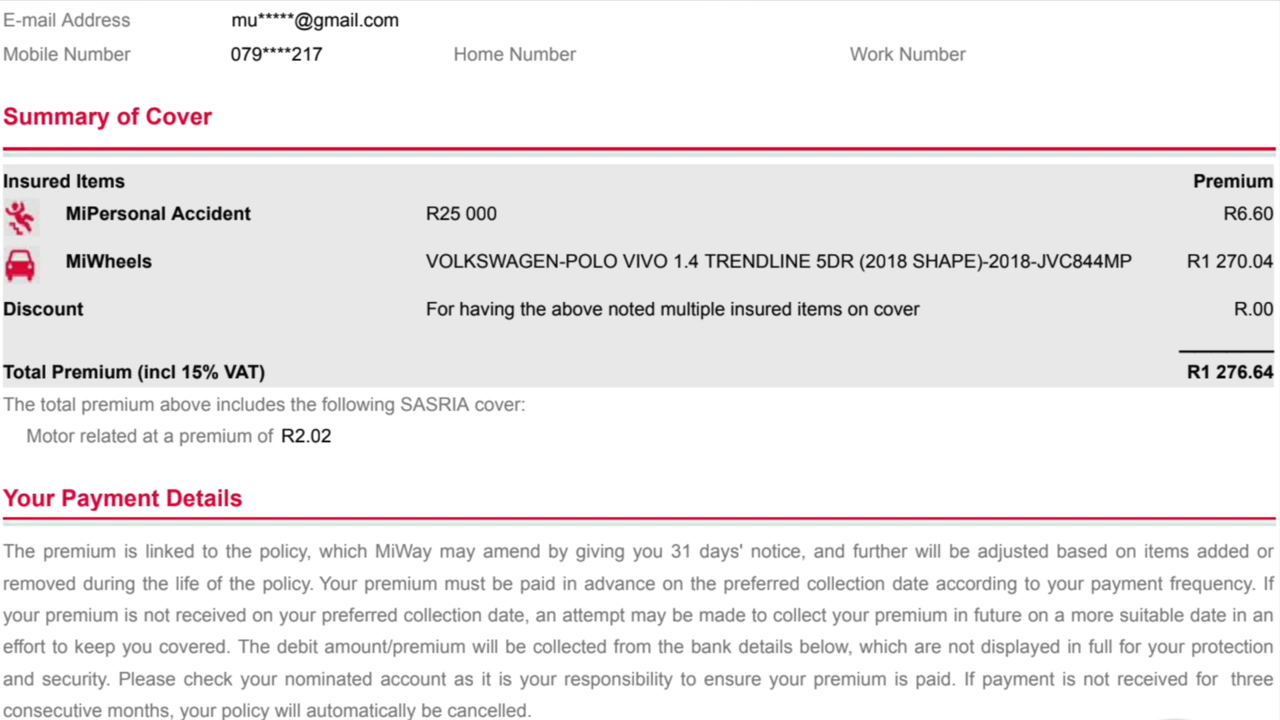 E-mail Address mu*****@gmail.com
Mobile Number 079****217 Home Number Work Number
Summary of Cover
Insured Items Premium
MiPersonal Accident R25 000 R6.60
MiWheels VOLKSWAGEN-POLO VIVO 1.4 TRENDLINE 5DR (2018 SHAPE)-2018-JVC844MP R1 270.04
Discount For having the above noted multiple insured items on cover R.00
Total Premium (incl 15% VAT) R1 276.64
The total premium above includes the following SASRIA cover:
Motor related at a premium of R2.02
Your Payment Details
The premium is linked to the policy, which MiWay may amend by giving you 31 days' notice, and further will be adjusted based on items added or
removed during the life of the policy. Your premium must be paid in advance on the preferred collection date according to your payment frequency. If
your premium is not received on your preferred collection date, an attempt may be made to collect your premium in future on a more suitable date in an
effort to keep you covered. The debit amount/premium will be collected from the bank details below, which are not displayed in full for your protection
and security. Please check your nominated account as it is your responsibility to ensure your premium is paid. If payment is not received for three
consecutive months, your policy will automatically be cancelled.